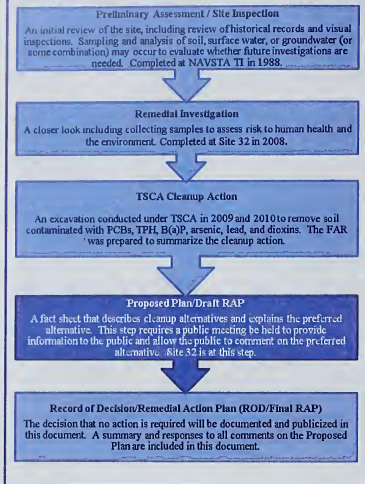 Preliminary Assessment / Site Inspection
An initial review of the site, including review of historical records and visual
inspections. Sampling and analysis of soil, surface water, or groundwater (or
some combination) may occur to evaluate whether future investigations are
needed. Completed at NAVSTA TI in 1988.
Remedial Investigation
A closer look including collecting samples to assess risk to human health and
the environment. Completed at Site 32 in 2008.
TSCA Cleanup Action
An excavation conducted under TSCA in 2009 and 2010 to remove soil
contaminated with PCBs, TPH, B(a)P, arsenic, lead, and dioxins. The FAR
was prepared to summarize the cleanup action.
Proposed Plan/Draft RAP
A fact sheet that describes cleanup alternatives and explains the preferred
alternative. This step requires a public meeting be held to provide
information to the public and allow the public to comment on the preferred
alternative. Site 32 is at this step.
Record of Decision/Remedial Action Plan (ROD/Final RAP)
The decision that no action is required will be documented and publicized in
this document. A summary and responses to all comments on the Proposed
Plan are included in this document.